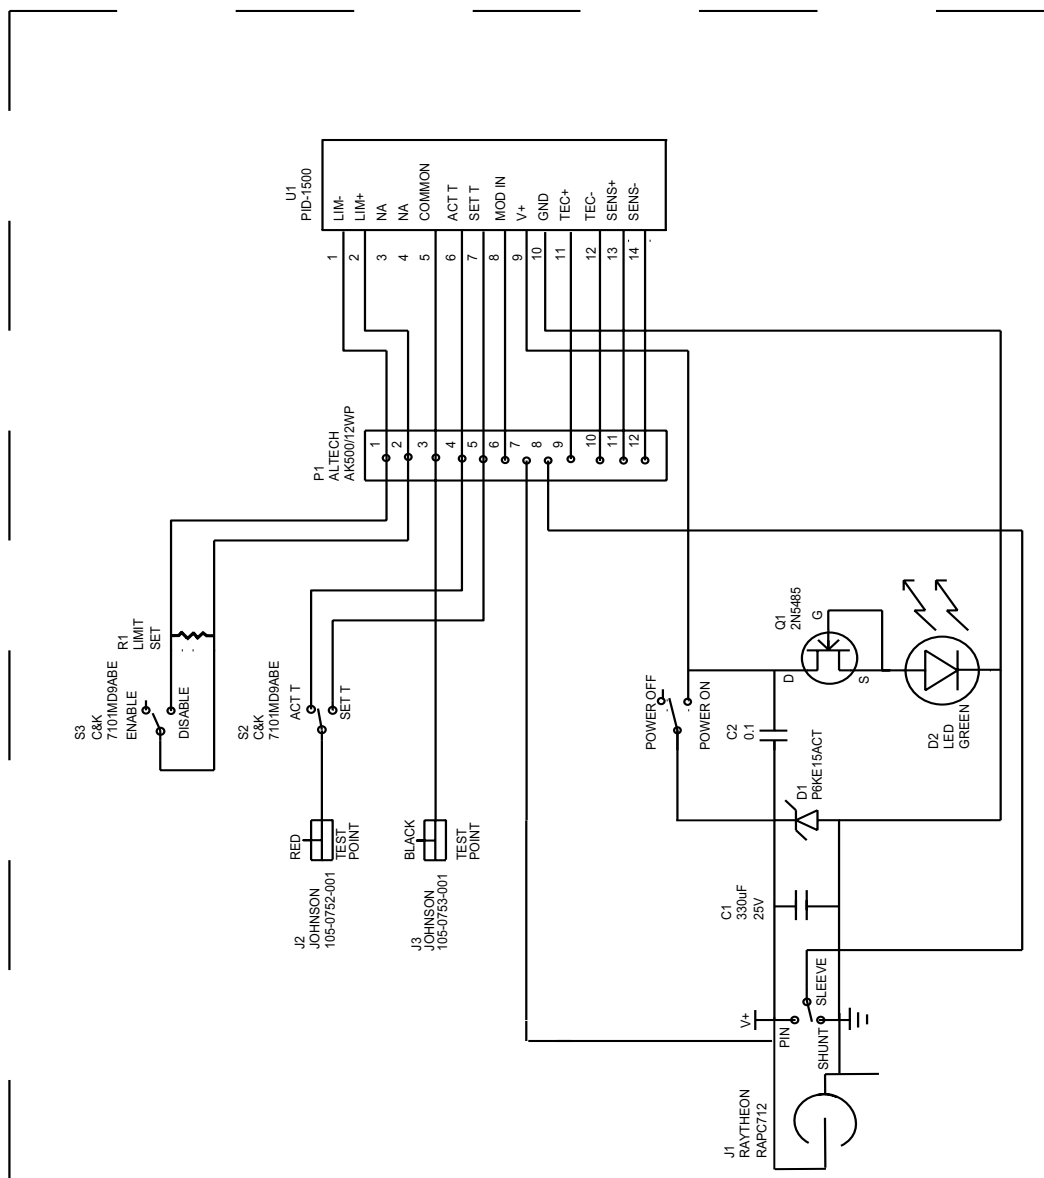 U1
PID-1500
LIM-
LIM+
NA
NA
COMMON
ACT T
SET T
MOD IN
V+
GND
TEC+
TEC-
SENS+
SENS-
1
2
3
4
5
6
7
8
9
10
11
12
13
14
P1
ALTECH
AK500/12WP
1
2
3
4
5
6
7
8
9
10
11
12
R1
LIMIT
SET
S3
C&K
7101MD9ABE
ENABLE
DISABLE
S2
C&K
7101MD9ABE
ACT T
SET T
RED
TEST
POINT
J2
JOHNSON
105-0752-001
BLACK
TEST
POINT
J3
JOHNSON
105-0753-001
POWER OFF
POWER ON
Q1
2N5485
G
D
S
D2
LED
GREEN
C2
0.1
D1
P6KE15ACT
C1
330uF
25V
V+
PIN
SLEEVE
SHUNT
J1
RAYTHEON
RAPC712